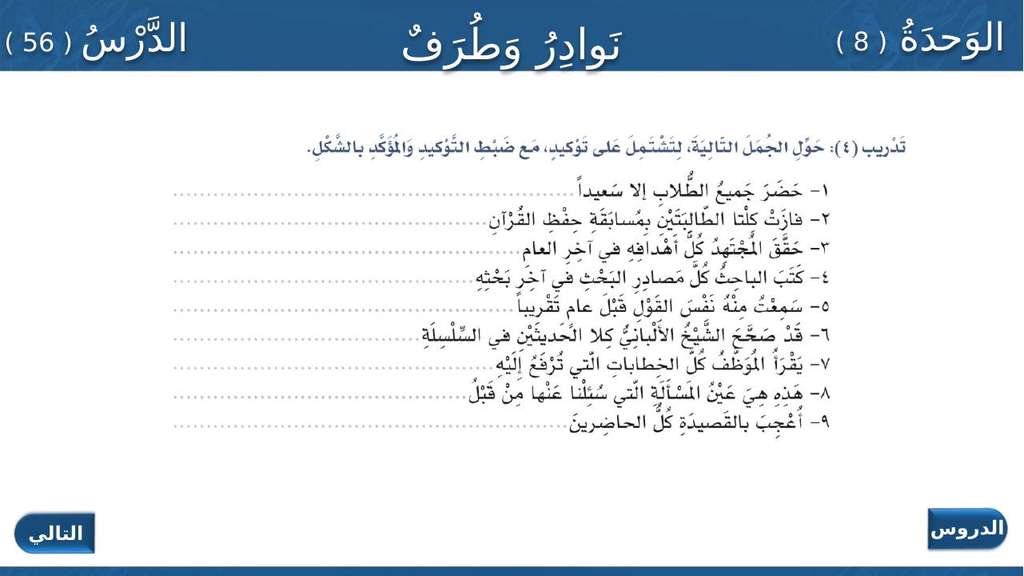 الوَحدَةُ ( 8 )
نَوادِرُ وَطُرَفٌ
الدَّرْسُ ( 56 )
تَدْريب (٤): حَوِّلِ الجُمَلَ التّالِيَةَ، لِتَشْتَمِلَ عَلى تَوْكيدٍ، مَع ضَبْطِ التَّوْكيدِ وَالمُؤَكَّدِ بالشَّكْلِ.
١- حَضَرَ جَميعُ الطُّلابِ إلا سَعيداً
٢- فازَتْ كِلْتا الطّالِبَتَيْنِ بِمُسابَقَةِ حِفْظِ القُرْآنِ
٣- حَقَّقَ المُجْتَهِدُ كُلَّ أَهْدافِهِ في آخِرِ العام
٤- كَتَبَ الباحِثُ كُلَّ مَصادِرِ البَحْثِ في آخَرِ بَحْثِهِ
٥- سَمِعْتُ مِنْهُ نَفْسَ القَوْلِ قَبْلَ عام تَقْريباً
٦- قَدْ صَحَّحَ الشَّيْخُ الأَلْبانِيُّ كِلا الحَديثَيْنِ في السِّلْسِلَةِ
٧- يَقْرَأُ المُوَظَّفُ كُلَّ الخِطاباتِ الّتي تُرْفَعُ إِلَيْهِ
٨- هَذِهِ هِيَ عَيْنُ المَسْأَلَةِ الّتي سُئِلْنا عَنْها مِنْ قَبْلُ
٩- أُعْجِبَ بالقَصيدَةِ كُلُّ الحاضِرينَ
الدروس
التالي